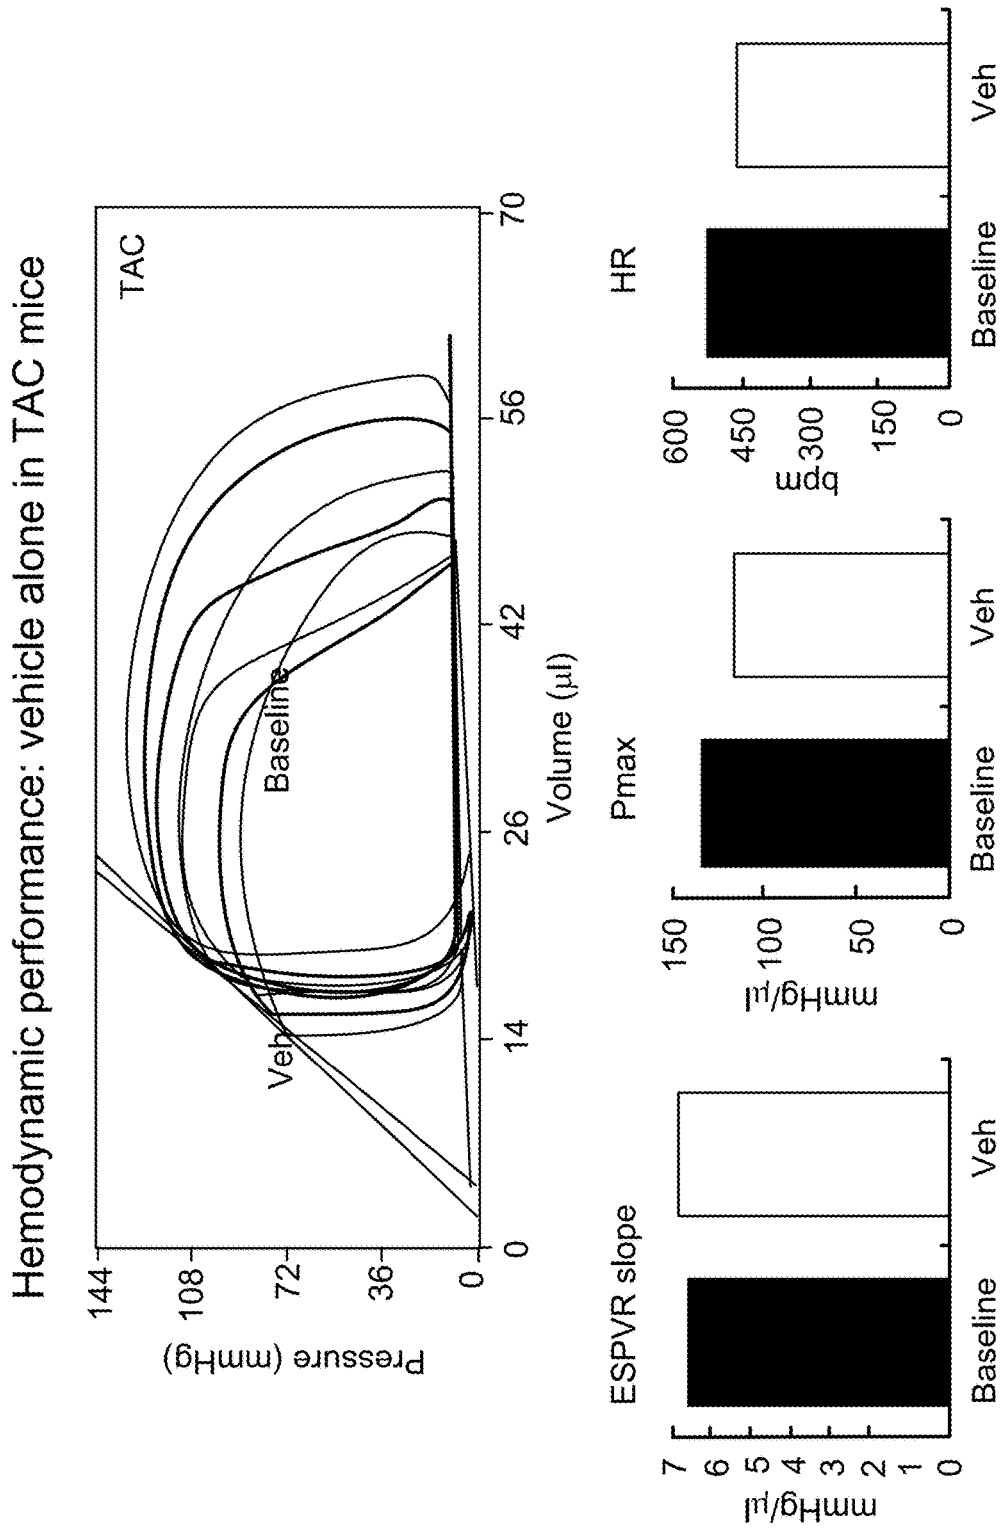 Hemodynamic performance: vehicle alone in TAC mice
TAC
Pressure (mmHg)
144
108
72
36
0
Veh
Baseline
0
14
26
42
56
70
Volume (µl)
ESPVR slope
mmHg/µl
7
6
5
4
3
2
1
0
Baseline
Veh
Pmax
mmHg/µl
150
100
50
0
Baseline
Veh
HR
bpm
600
450
300
150
0
Baseline
Veh